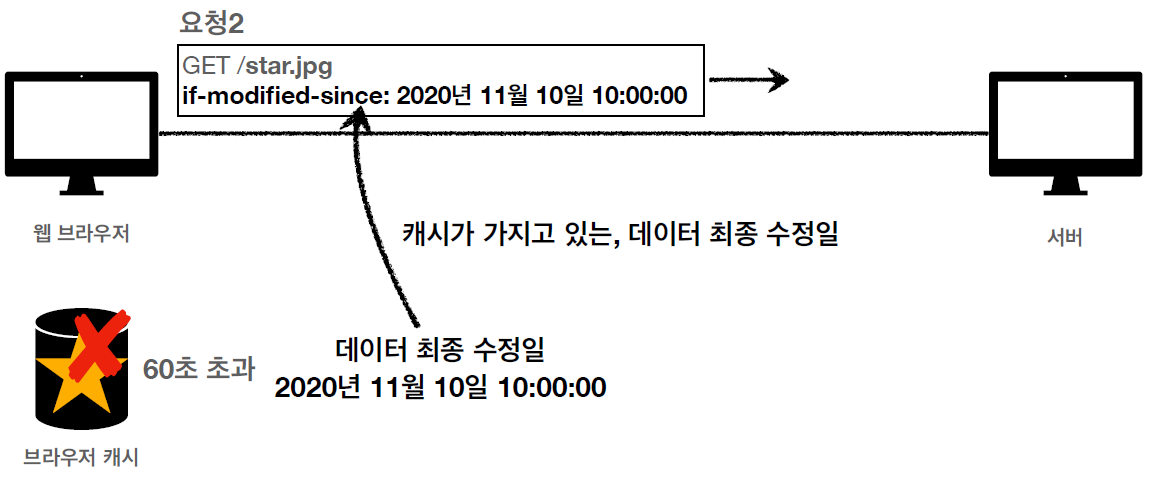 요청2
GET /star.jpg
if-modified-since: 2020년 11월 10일 10:00:00
웹 브라우저
캐시가 가지고 있는, 데이터 최종 수정일
서버
데이터 최종 수정일
60초 초과
2020년 11월 10일 10:00:00
브라우저 캐시